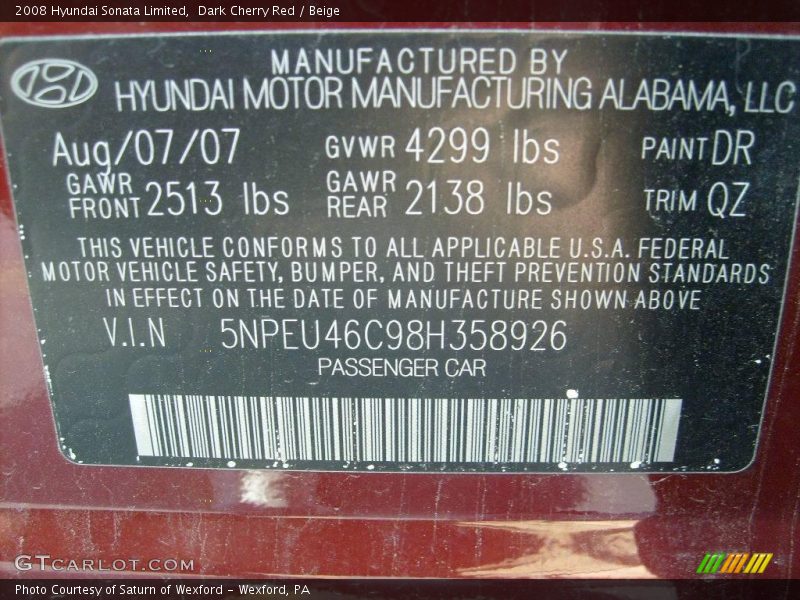 2008 Hyundai Sonata Limited,  Dark Cherry Red / Beige
MANUFACTURED BY
HYUNDAI MOTOR MANUFACTURING ALABAMA, LLC
Aug/07/07 GVWR 4299 lbs PAINT DR
GAWR FRONT 2513 lbs GAWR REAR 2138 lbs TRIM QZ
THIS VEHICLE CONFORMS TO ALL APPLICABLE U.S.A. FEDERAL
MOTOR VEHICLE SAFETY, BUMPER, AND THEFT PREVENTION STANDARDS
IN EFFECT ON THE DATE OF MANUFACTURE SHOWN ABOVE
V.I.N 5NPEU46C98H358926
PASSENGER CAR
GTCARLOT.COM
Photo Courtesy of Saturn of Wexford - Wexford, PA